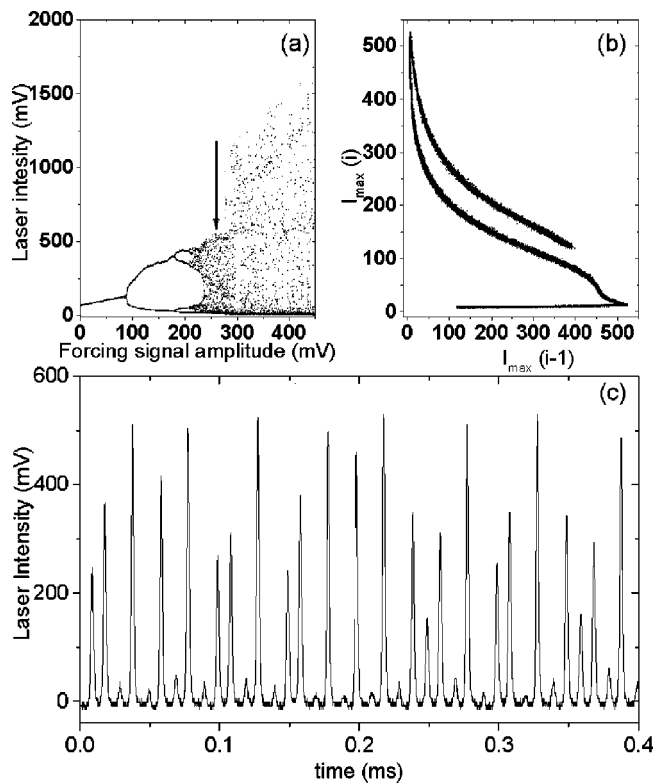 2000
1500
1000
500
0
Laser intesity (mV)
(a)
0 100 200 300 400
Forcing signal amplitude (mV)
500
400
300
200
100
0
I_max (i)
(b)
0 100 200 300 400 500
I_max (i-1)
600
400
200
0
Laser Intensity (mV)
(c)
0.0 0.1 0.2 0.3 0.4
time (ms)